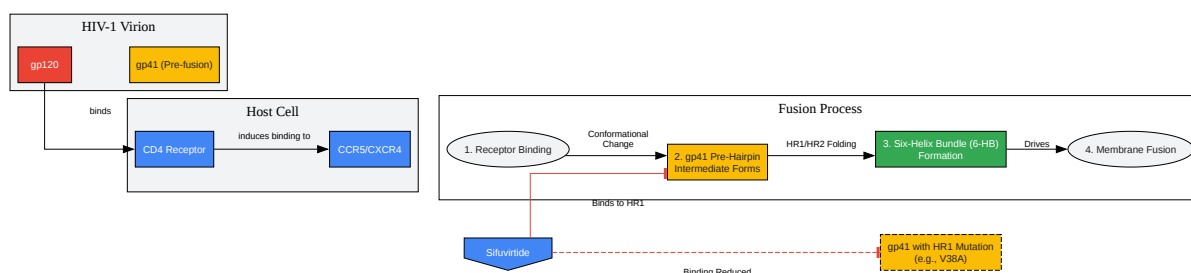 HIV-1 Virion
gp120
gp41 (Pre-fusion)
binds
Host Cell
CD4 Receptor
induces binding to
CCR5/CXCR4
Fusion Process
1. Receptor Binding
Conformational
Change
2. gp41 Pre-Hairpin
Intermediate Forms
HR1/HR2 Folding
3. Six-Helix Bundle (6-HB)
Formation
Drives
4. Membrane Fusion
Binds to HR1
Sifuvirtide
Binding Reduced
gp41 with HR1 Mutation
(e.g., V38A)